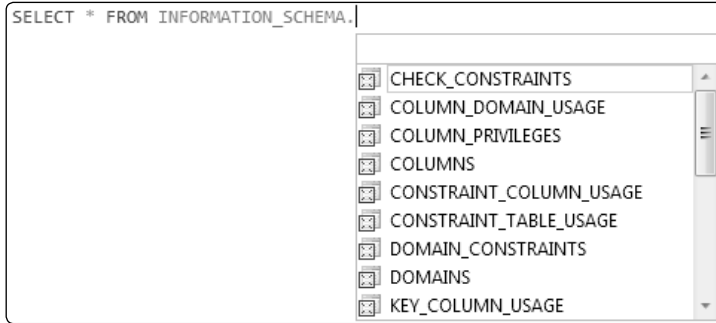 SELECT * FROM INFORMATION_SCHEMA.
CHECK_CONSTRAINTS
COLUMN_DOMAIN_USAGE
COLUMN_PRIVILEGES
COLUMNS
CONSTRAINT_COLUMN_USAGE
CONSTRAINT_TABLE_USAGE
DOMAIN_CONSTRAINTS
DOMAINS
KEY_COLUMN_USAGE